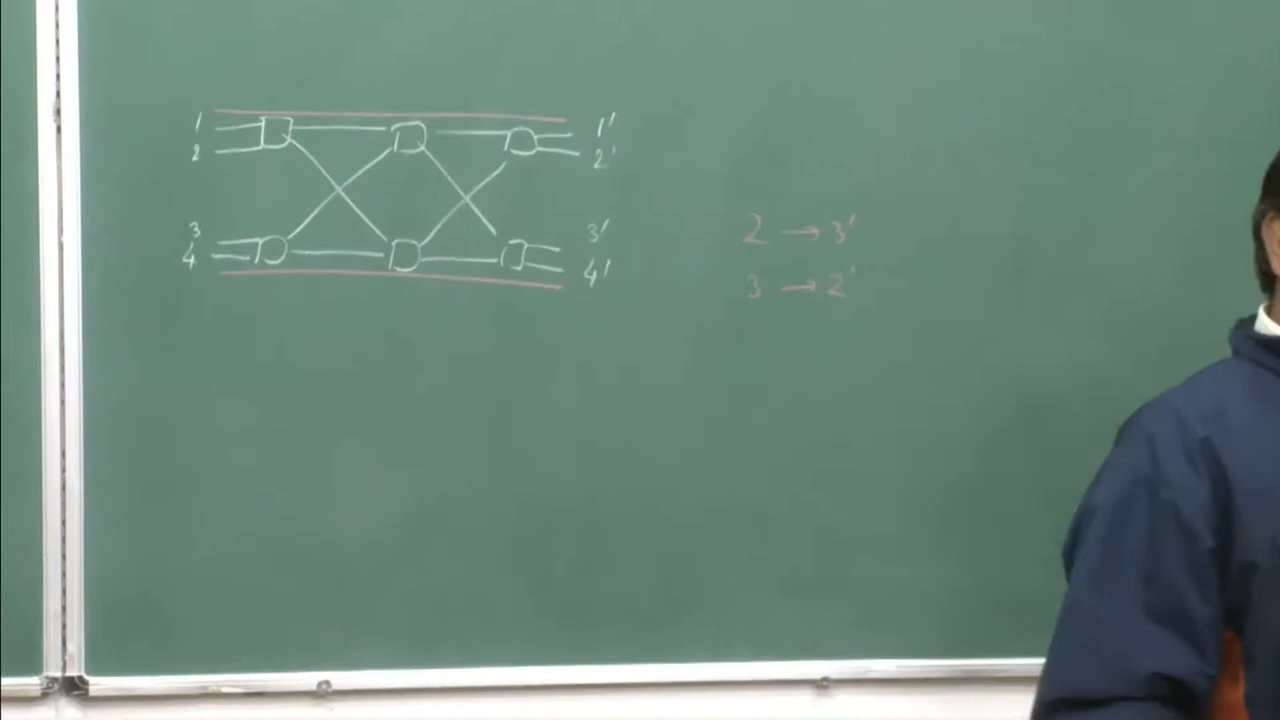 1 1'
2 2'
3 3'
4 4'
2 → 3'
3 → 2'